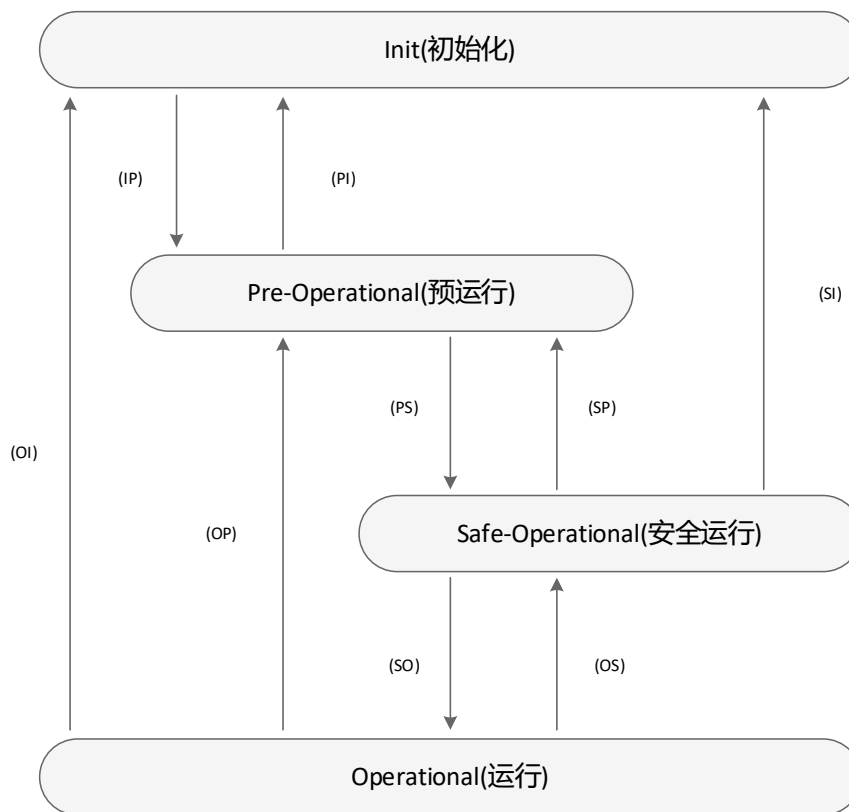 Init(初始化)
(IP)
(PI)
(SI)
Pre-Operational(预运行)
(PS)
(SP)
(OI)
(OP)
Safe-Operational(安全运行)
(SO)
(OS)
Operational(运行)